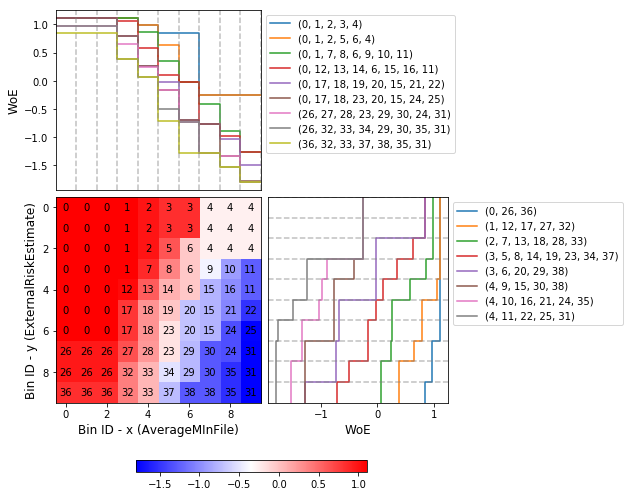 1.0
0.5
0.0
−0.5
−1.0
−1.5
WoE
(0, 1, 2, 3, 4)
(0, 1, 2, 5, 6, 4)
(0, 1, 7, 8, 6, 9, 10, 11)
(0, 12, 13, 14, 6, 15, 16, 11)
(0, 17, 18, 19, 20, 15, 21, 22)
(0, 17, 18, 23, 20, 15, 24, 25)
(26, 27, 28, 23, 29, 30, 24, 31)
(26, 32, 33, 34, 29, 30, 35, 31)
(36, 32, 33, 37, 38, 35, 31)
Bin ID - y (ExternalRiskEstimate)
0 0 0 0 1 2 3 3 4 4 4
0 0 0 1 2 3 3 4 4 4
2 0 0 0 1 2 5 6 4 4 4
0 0 0 1 7 8 6 9 10 11
4 0 0 0 12 13 14 6 15 16 11
0 0 0 17 18 19 20 15 21 22
6 0 0 0 17 18 23 20 15 24 25
26 26 26 27 28 23 29 30 24 31
8 26 26 26 32 33 34 29 30 35 31
36 36 36 32 33 37 38 38 35 31
0 2 4 6 8
Bin ID - x (AverageMInFile)
−1 0 1
WoE
(0, 26, 36)
(1, 12, 17, 27, 32)
(2, 7, 13, 18, 28, 33)
(3, 5, 8, 14, 19, 23, 34, 37)
(3, 6, 20, 29, 38)
(4, 9, 15, 30, 38)
(4, 10, 16, 21, 24, 35)
(4, 11, 22, 25, 31)
−1.5 −1.0 −0.5 0.0 0.5 1.0